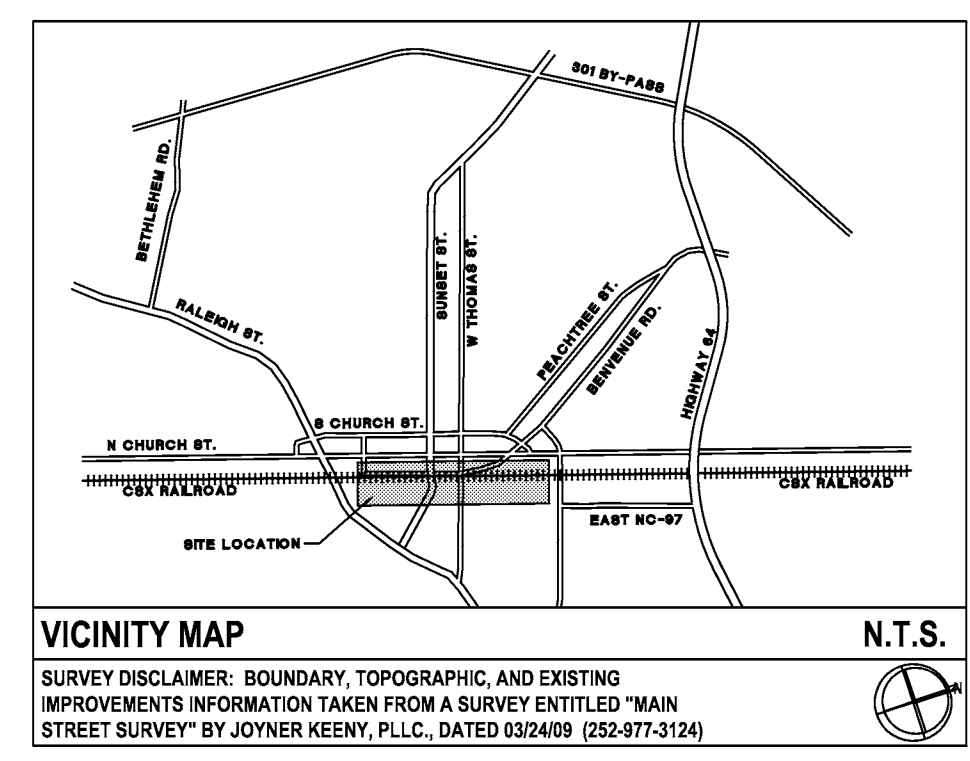 301 BY-PASS
BETHLEHEM RD.
SUNSET ST.
W THOMAS ST.
RALEIGH ST.
PEACHTREE ST.
BENVENUE RD.
HIGHWAY 64
S CHURCH ST.
N CHURCH ST.
CSX RAILROAD
CSX RAILROAD
EAST NC-97
SITE LOCATION
VICINITY MAP
N.T.S.
SURVEY DISCLAIMER: BOUNDARY, TOPOGRAPHIC, AND EXISTING
IMPROVEMENTS INFORMATION TAKEN FROM A SURVEY ENTITLED "MAIN
STREET SURVEY" BY JOYNER KEENY, PLLC., DATED 03/24/09 (252-977-3124)
N